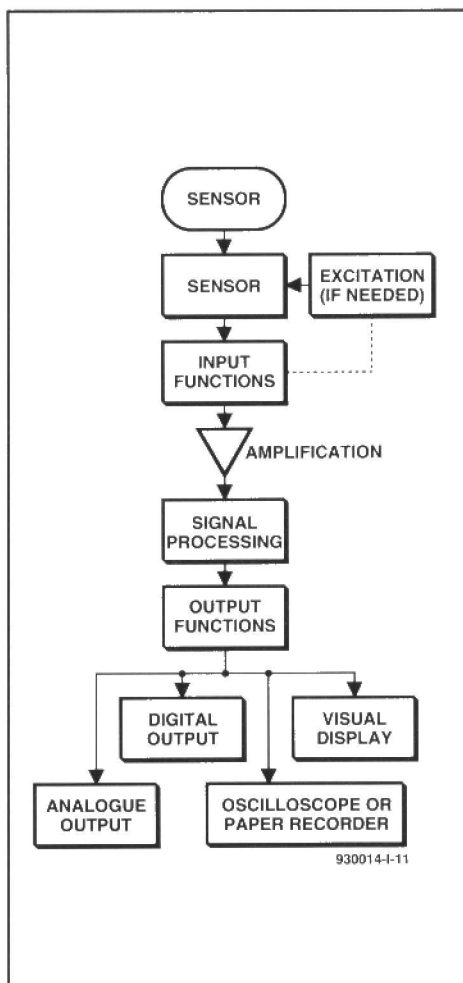 SENSOR
SENSOR
EXCITATION
(IF NEEDED)
INPUT
FUNCTIONS
AMPLIFICATION
SIGNAL
PROCESSING
OUTPUT
FUNCTIONS
DIGITAL
OUTPUT
VISUAL
DISPLAY
ANALOGUE
OUTPUT
OSCILLOSCOPE OR
PAPER RECORDER
930014-I-11